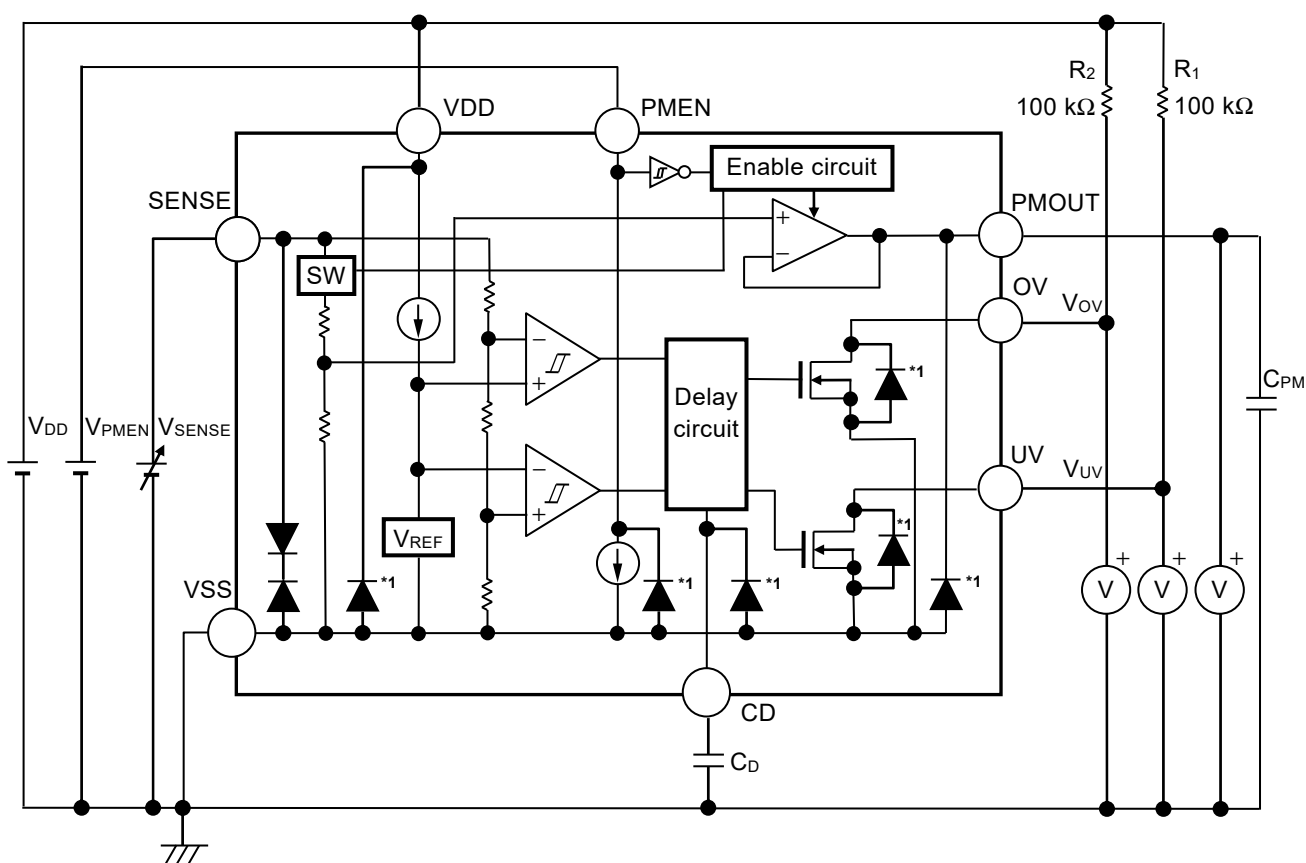 R2
100 kΩ
R1
100 kΩ
VDD
PMEN
Enable circuit
SENSE
PMOUT
+
−
SW
OV
VOV
−
+
*1
Delay
circuit
CPM
VDD
VPMEN
VSENSE
UV
VUV
−
+
*1
VREF
VSS
*1
*1
*1
*1
+
V
+
V
+
V
CD
CD